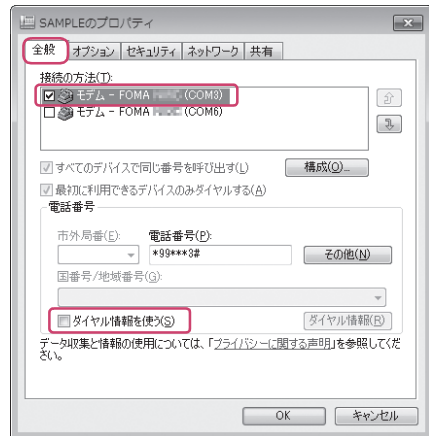 SAMPLEのプロパティ
全般 オプション セキュリティ ネットワーク 共有
接続の方法(T):
モデム - FOMA (COM3)
モデム - FOMA (COM6)
すべてのデバイスで同じ番号を呼び出す(L) 構成(O)...
最初に利用できるデバイスのみダイヤルする(A)
電話番号
市外局番(E): 電話番号(P):
*99***3# その他(N)
国番号/地域番号(G):
ダイヤル情報を使う(S) ダイヤル情報(R)
データ収集と情報の使用については、「プライバシーに関する声明」を参照してくだ
さい。
OK キャンセル